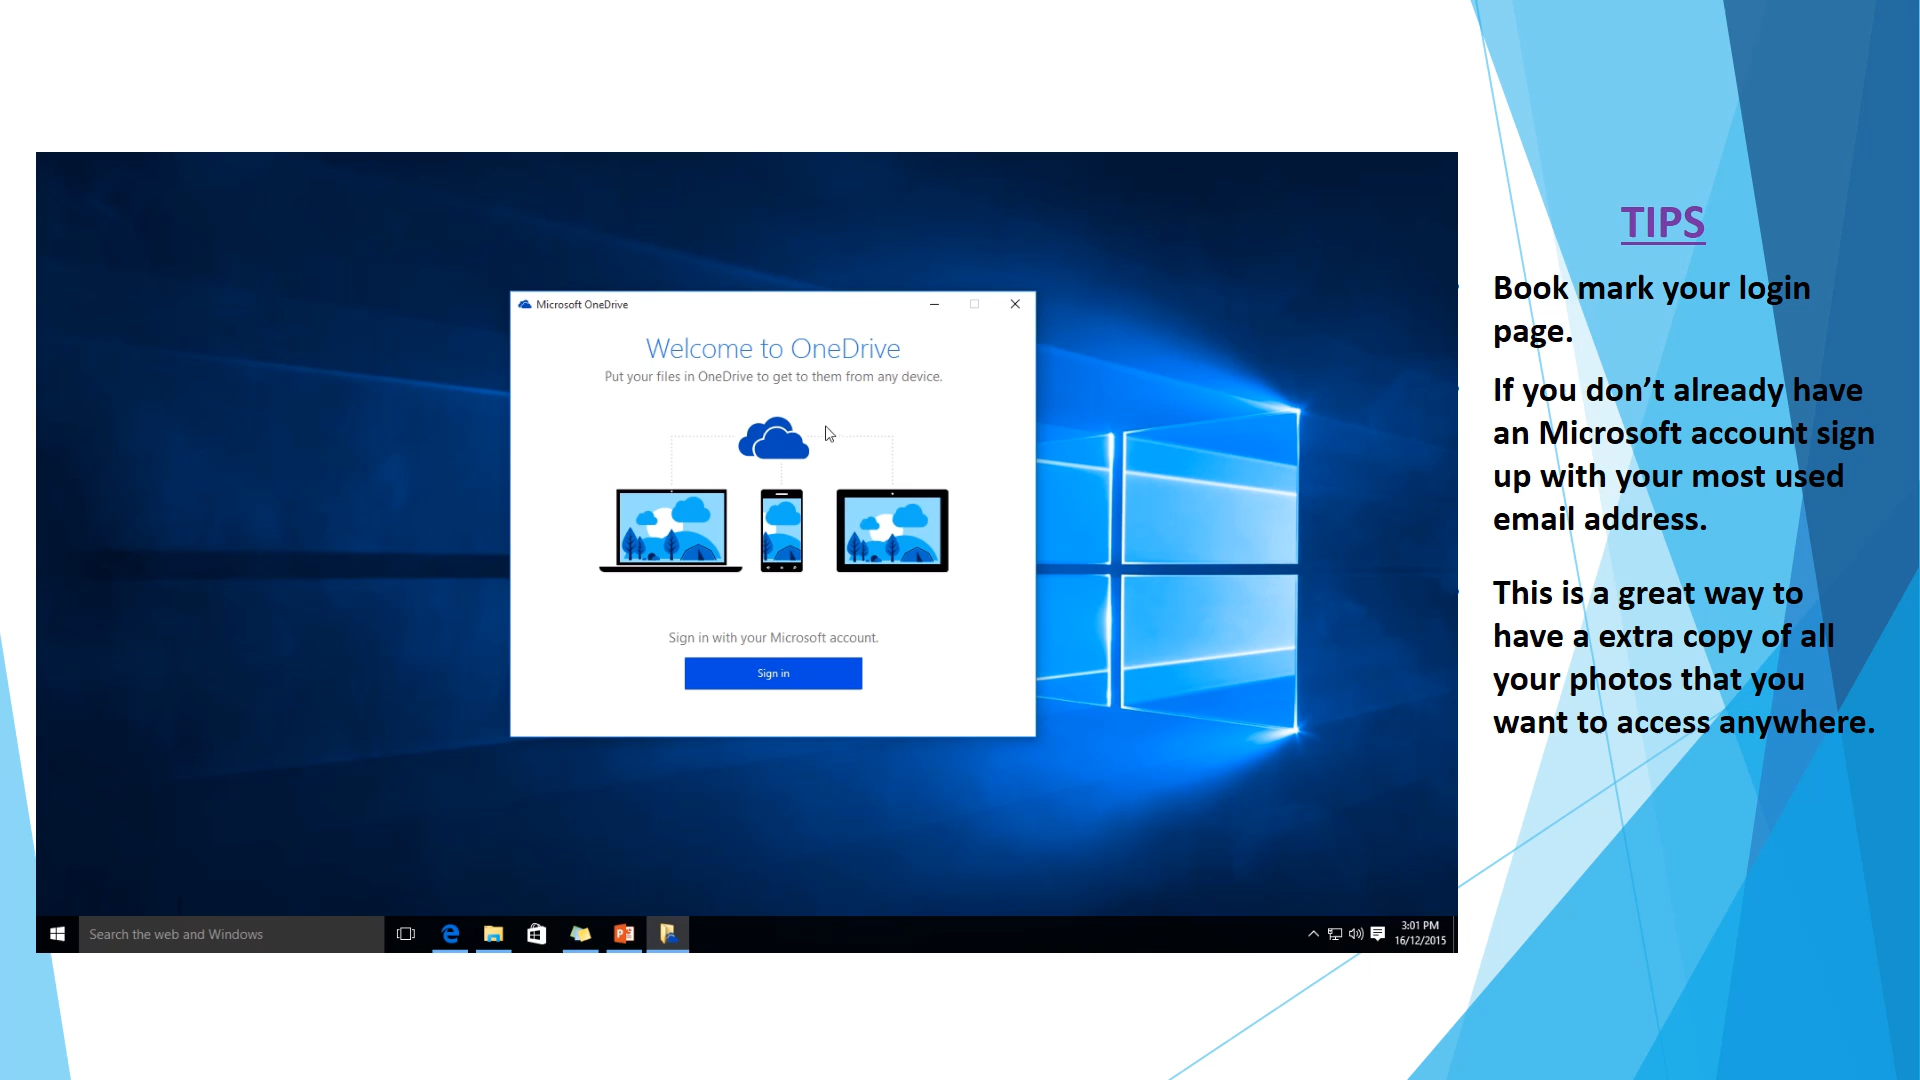 Microsoft OneDrive
Welcome to OneDrive
Put your files in OneDrive to get to them from any device.
Sign in with your Microsoft account.
Sign in
Search the web and Windows
3:01 PM
16/12/2015
TIPS
Book mark your login
page.
If you don’t already have
an Microsoft account sign
up with your most used
email address.
This is a great way to
have a extra copy of all
your photos that you
want to access anywhere.